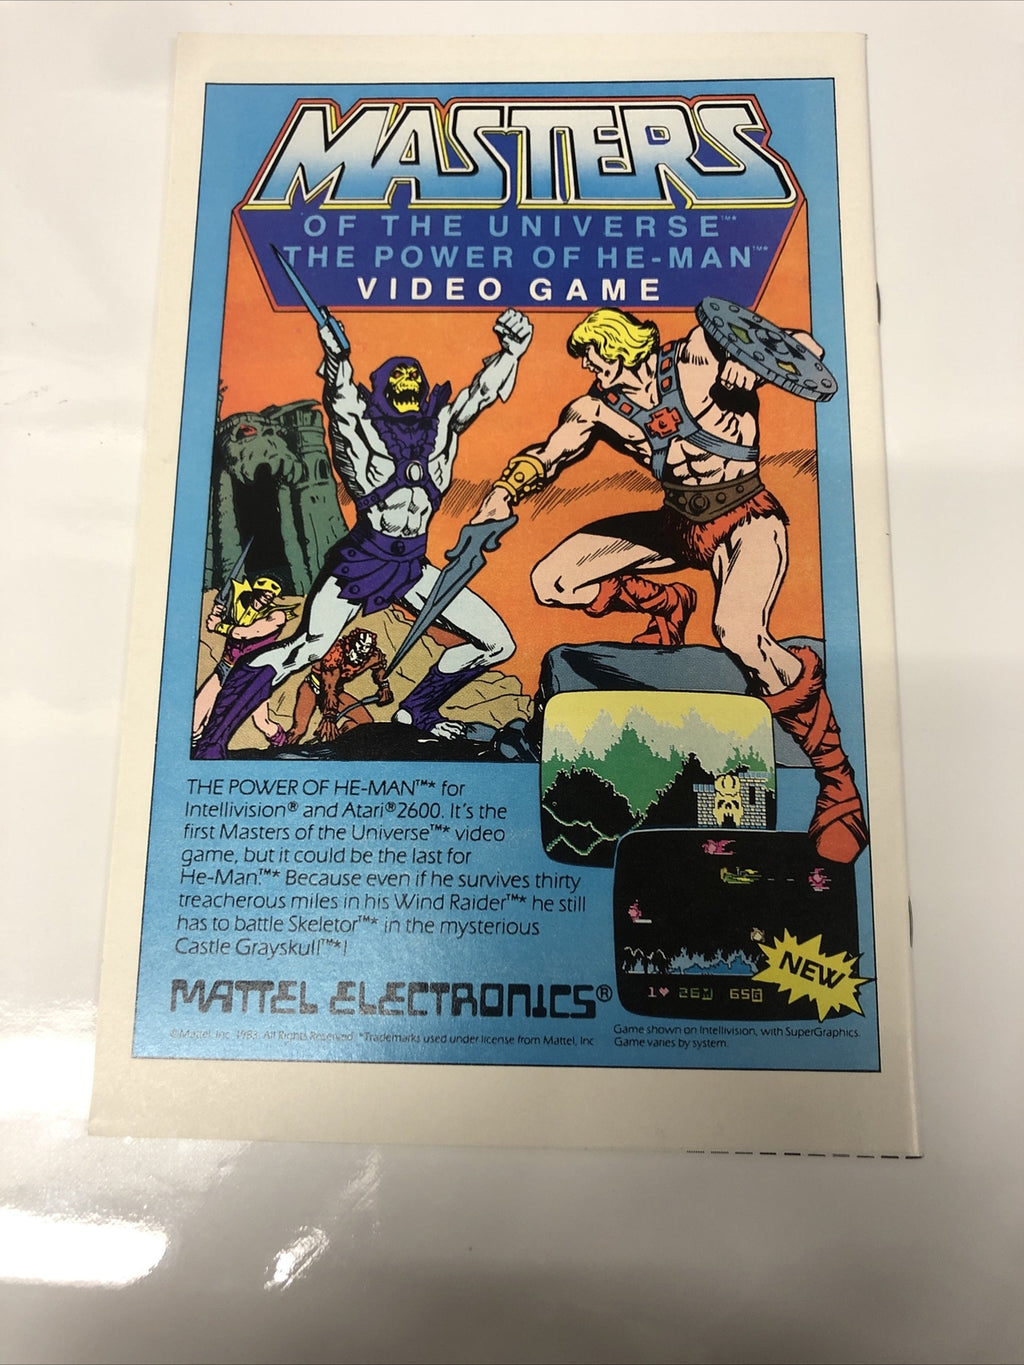 MASTERS
OF THE UNIVERSE™*
THE POWER OF HE-MAN™*
VIDEO GAME
THE POWER OF HE-MAN™* for
Intellivision® and Atari® 2600. It's the
first Masters of the Universe™* video
game, but it could be the last for
He-Man.™* Because even if he survives thirty
treacherous miles in his Wind Raider™* he still
has to battle Skeletor™* in the mysterious
Castle Grayskull™*!
NEW
MATTEL ELECTRONICS®
©Mattel, Inc. 1983. All Rights Reserved. *Trademarks used under license from Mattel, Inc
Game shown on Intellivision, with SuperGraphics.
Game varies by system.